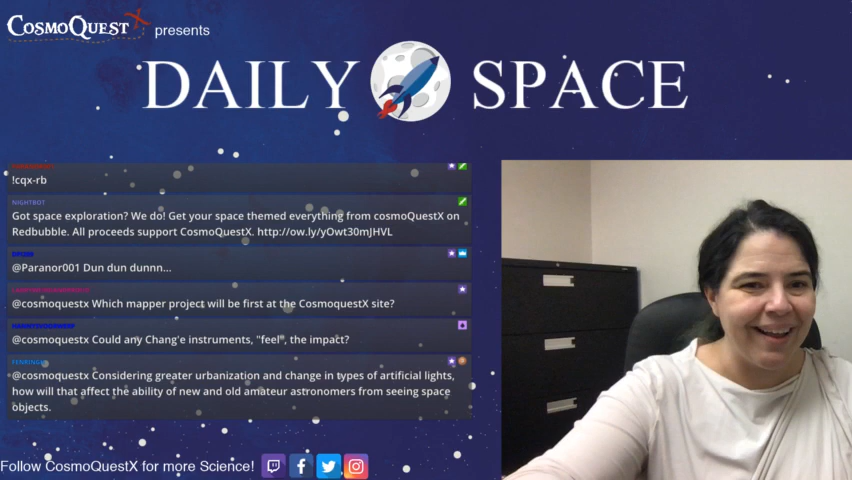 COSMOQUEST X presents
DAILY SPACE
!cqx-rb
NIGHTBOT
Got space exploration? We do! Get your space themed everything from cosmoQuestX on
Redbubble. All proceeds support CosmoQuestX. http://ow.ly/yOwt30mJHVL
@Paranor001 Dun dun dunnn...
@cosmoquestx Which mapper project will be first at the CosmoquestX site?
@cosmoquestx Could any Chang'e instruments, "feel", the impact?
@cosmoquestx Considering greater urbanization and change in types of artificial lights,
how will that affect the ability of new and old amateur astronomers from seeing space
objects.
Follow CosmoQuestX for more Science!